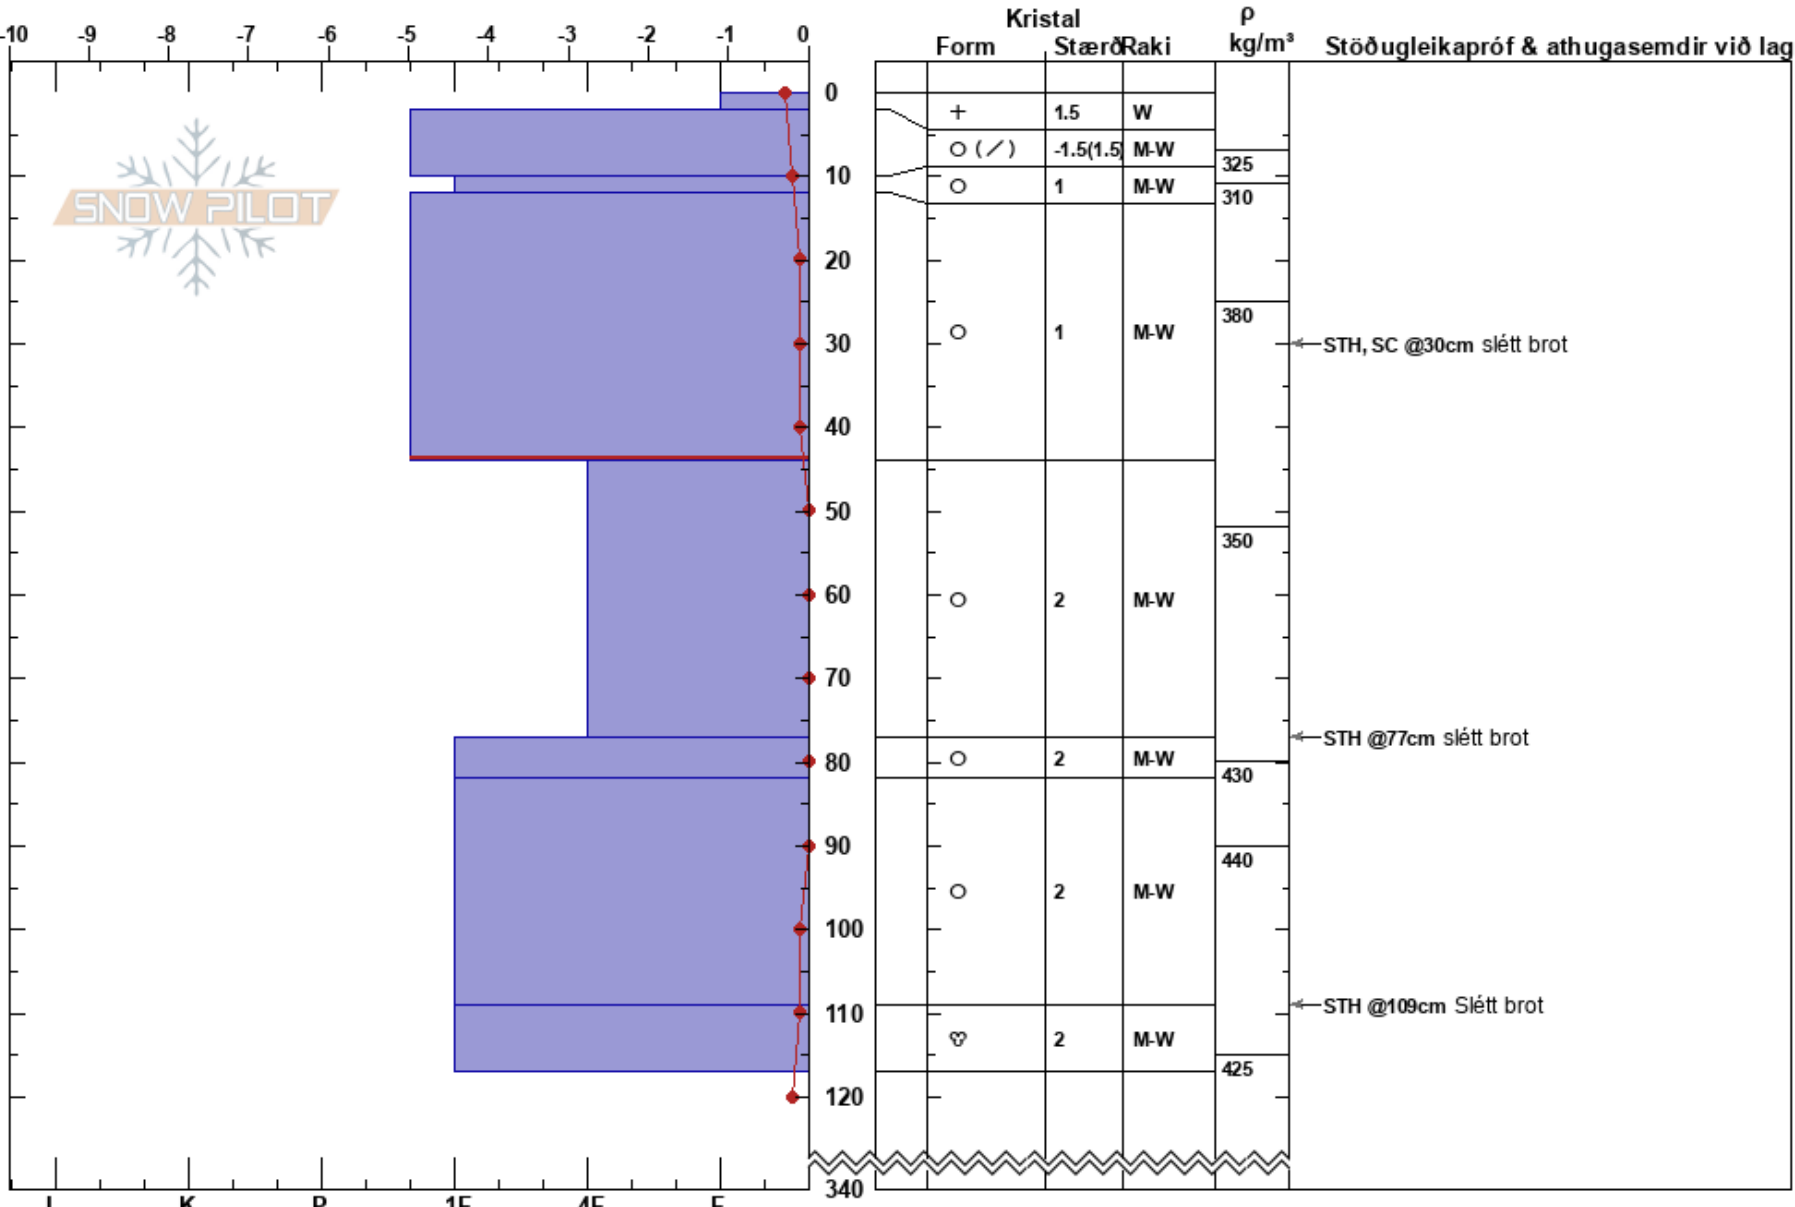 Kristal ρ
-10 -9 -8 -7 -6 -5 -4 -3 -2 -1 0 Form Stærð Raki kg/m³ Stöðugleikapróf & athugasemdir við lag
0
+ 1.5 W
SNOW PILOT
(/) -1.5(1.5) M-W
325
10 1 M-W
310
20
380
1 M-W
30 STH, SC @30cm slétt brot
40
50
350
60 2 M-W
70
STH @77cm slétt brot
80 2 M-W
430
90
440
2 M-W
100
110 STH @109cm Slétt brot
2 M-W
425
120
340
I K P 1F 4F F